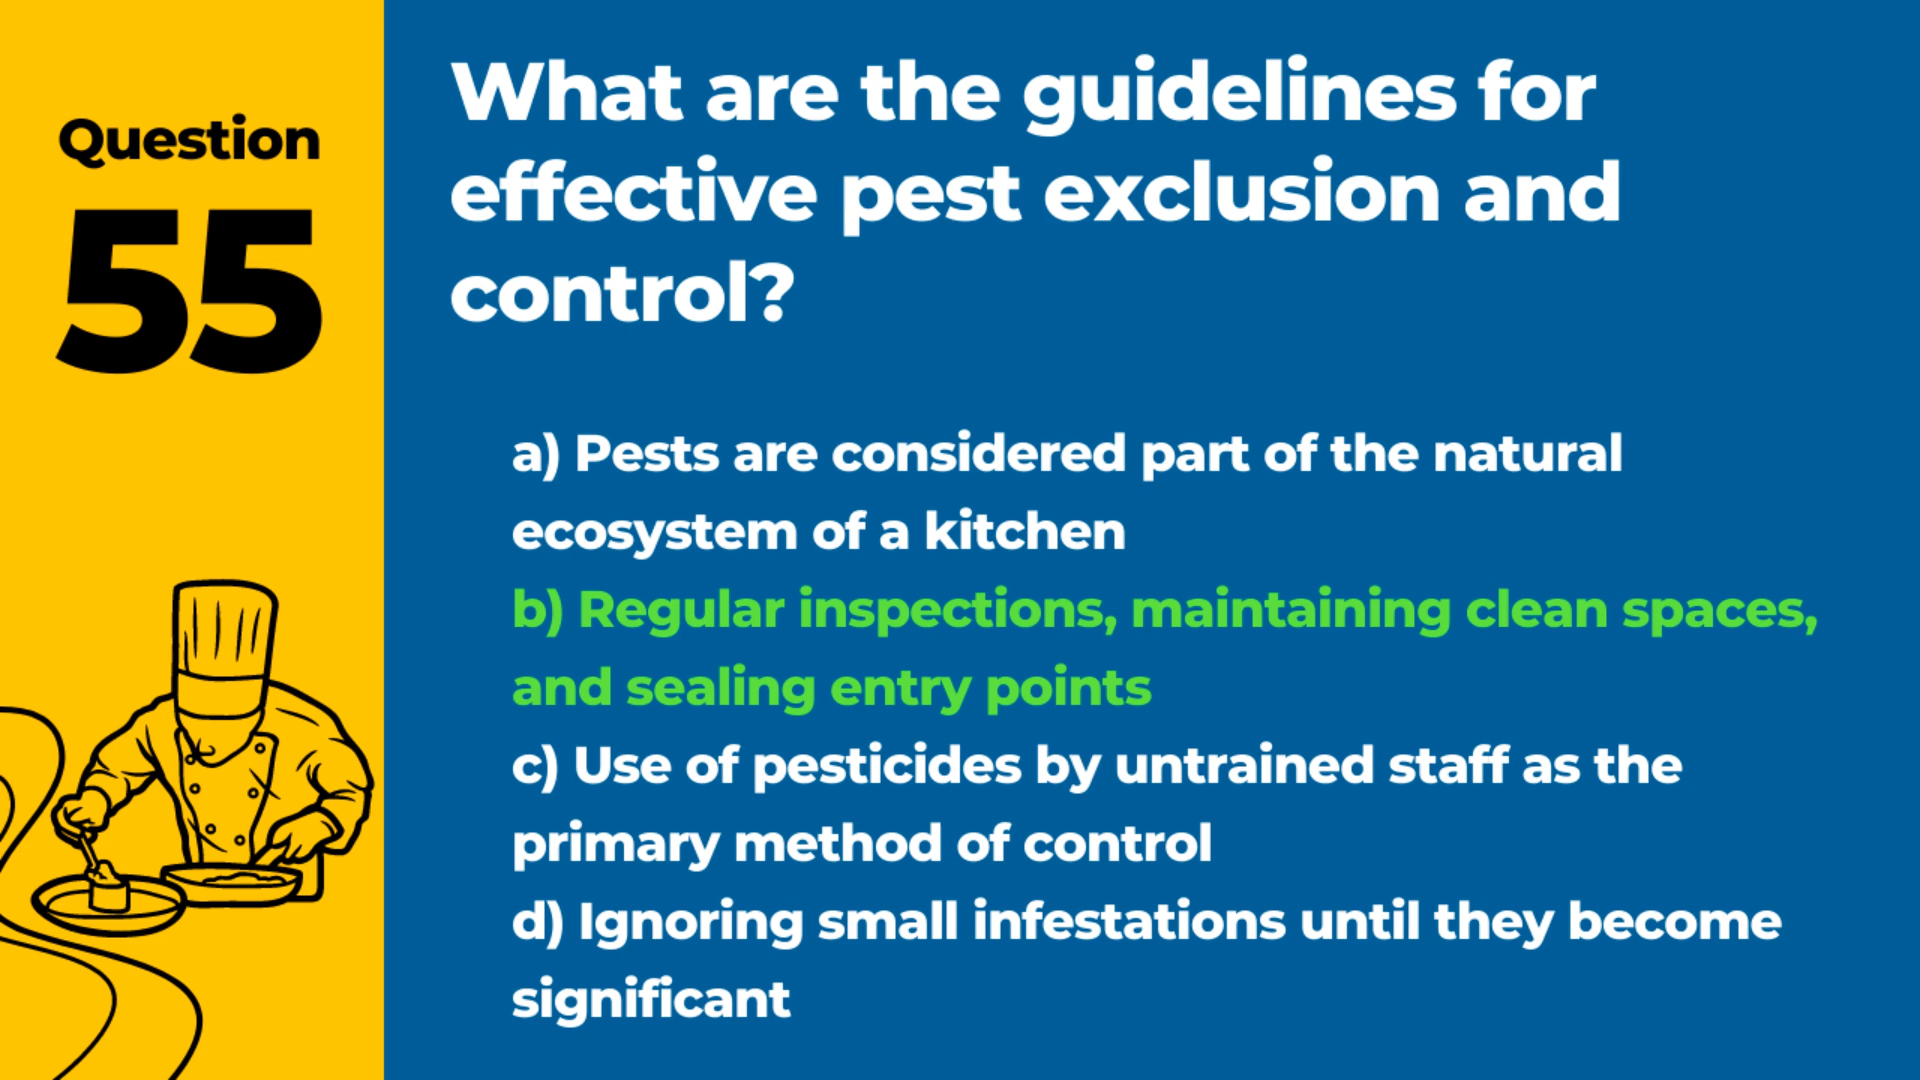 Question
55
What are the guidelines for
effective pest exclusion and
control?
a) Pests are considered part of the natural
ecosystem of a kitchen
b) Regular inspections, maintaining clean spaces,
and sealing entry points
c) Use of pesticides by untrained staff as the
primary method of control
d) Ignoring small infestations until they become
significant